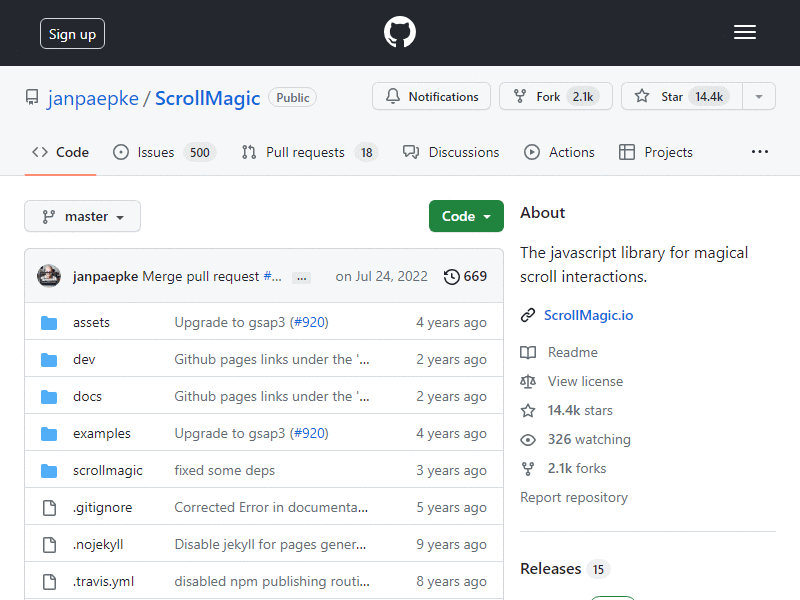 Sign up
janpaepke / ScrollMagic Public
Notifications
Fork 2.1k
Star 14.4k
Code
Issues 500
Pull requests 18
Discussions
Actions
Projects
master
Code
janpaepke Merge pull request #... ... on Jul 24, 2022 669
assets Upgrade to gsap3 (#920) 4 years ago
dev Github pages links under the '... 2 years ago
docs Github pages links under the '... 2 years ago
examples Upgrade to gsap3 (#920) 4 years ago
scrollmagic fixed some deps 3 years ago
.gitignore Corrected Error in documenta... 5 years ago
.nojekyll Disable jekyll for pages gener... 9 years ago
.travis.yml disabled npm publishing routi... 8 years ago
About
The javascript library for magical
scroll interactions.
ScrollMagic.io
Readme
View license
14.4k stars
326 watching
2.1k forks
Report repository
Releases 15